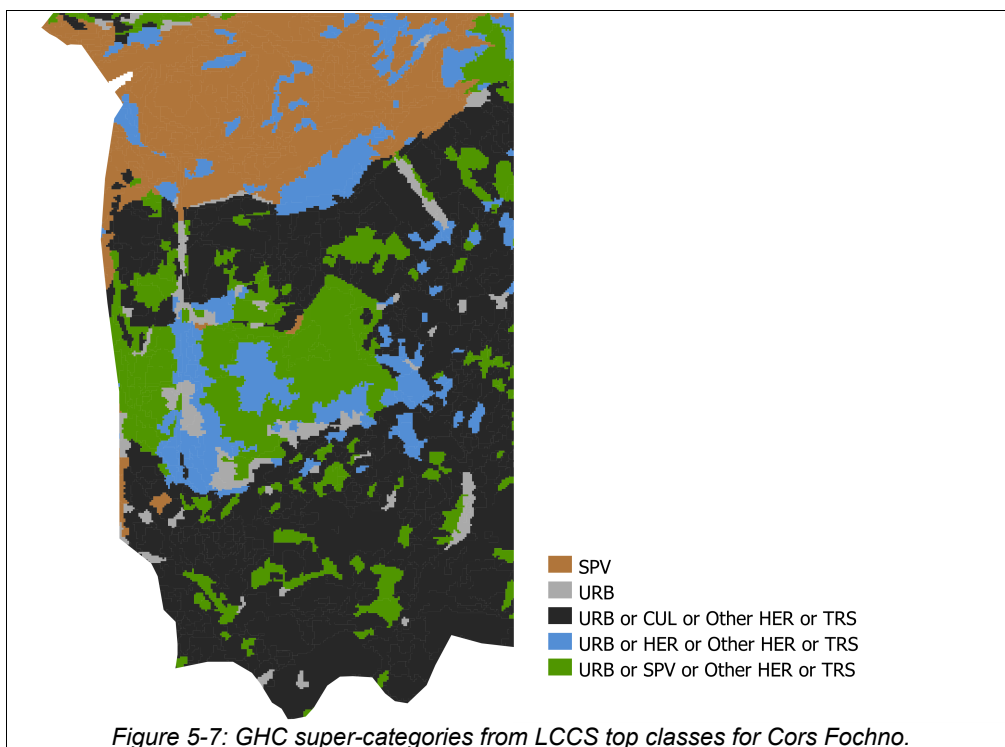 SPV
URB
URB or CUL or Other HER or TRS
URB or HER or Other HER or TRS
URB or SPV or Other HER or TRS
Figure 5-7: GHC super-categories from LCCS top classes for Cors Fochno.